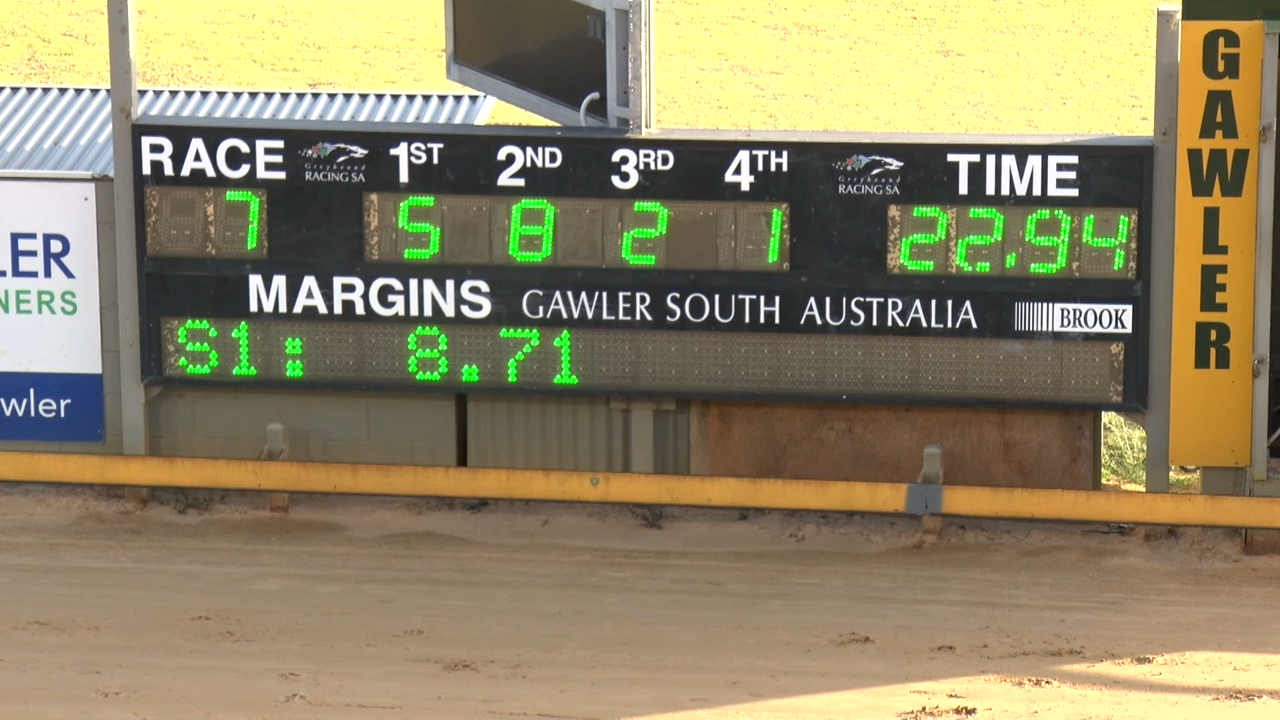 RACE Greyhound RACING SA 1ST 2ND 3RD 4TH Greyhound RACING SA TIME
7 5 8 2 1 22.94
MARGINS GAWLER SOUTH AUSTRALIA BROOK
S1: 8.71
GAWLER
LER
NERS
wler